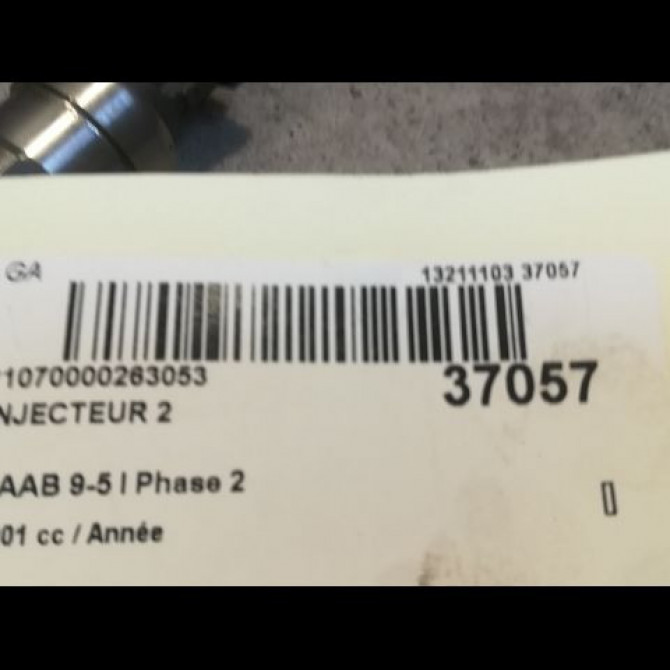 GA 13211103 37057
1070000263053 37057
NJECTEUR 2
AAB 9-5 I Phase 2
01 cc / Année